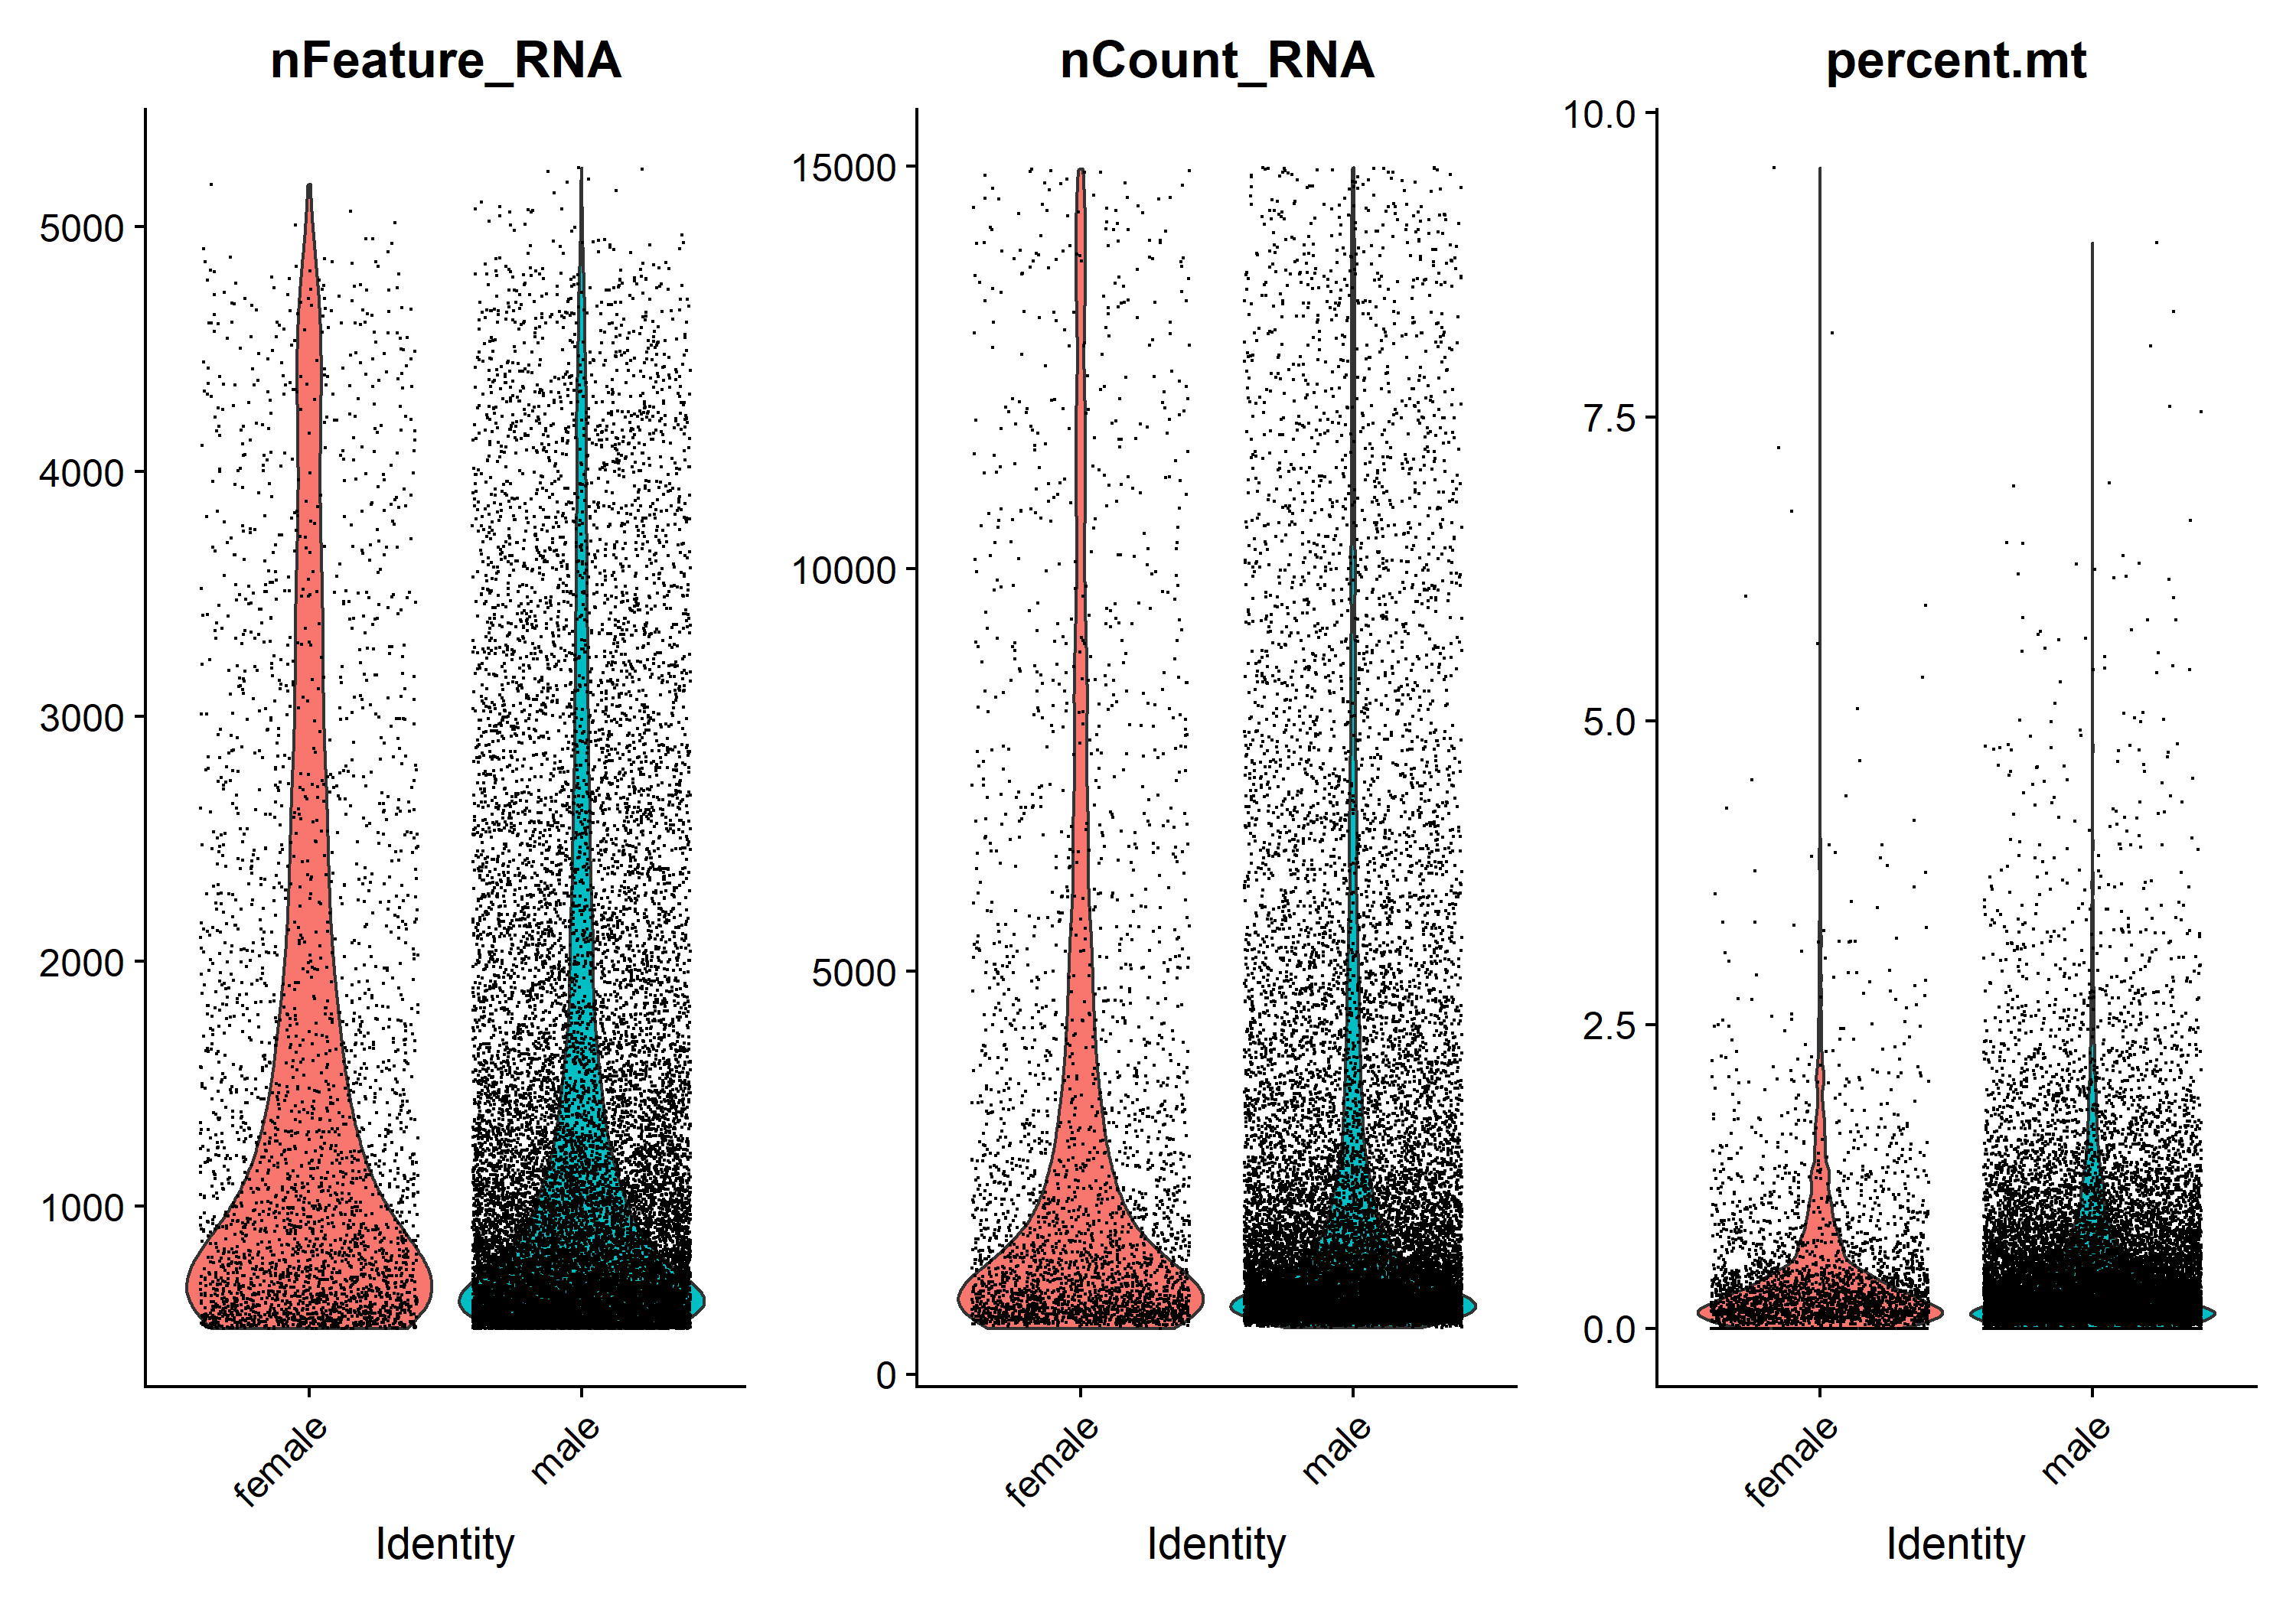 nFeature_RNA
5000
4000
3000
2000
1000
female
male
Identity
nCount_RNA
15000
10000
5000
0
female
male
Identity
percent.mt
10.0
7.5
5.0
2.5
0.0
female
male
Identity